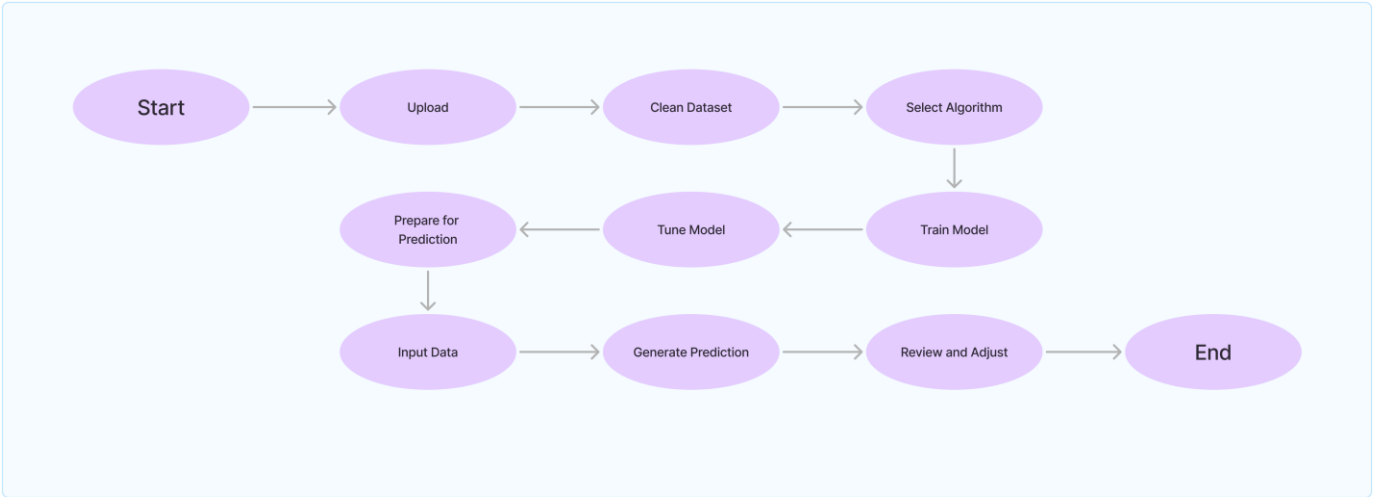 Start
Upload
Clean Dataset
Select Algorithm
Train Model
Tune Model
Prepare for
Prediction
Input Data
Generate Prediction
Review and Adjust
End